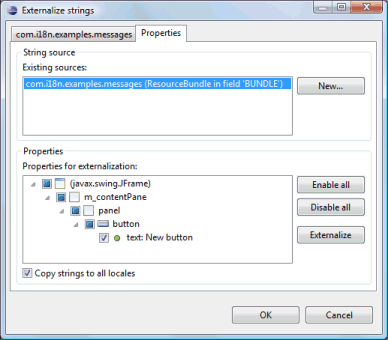 Externalize strings
com.i18n.examples.messages
Properties
String source
Existing sources:
com.i18n.examples.messages (ResourceBundle in field 'BUNDLE')
New...
Properties
Properties for externalization:
(javax.swing.JFrame)
m_contentPane
panel
button
text: New button
Enable all
Disable all
Externalize
Copy strings to all locales
OK
Cancel